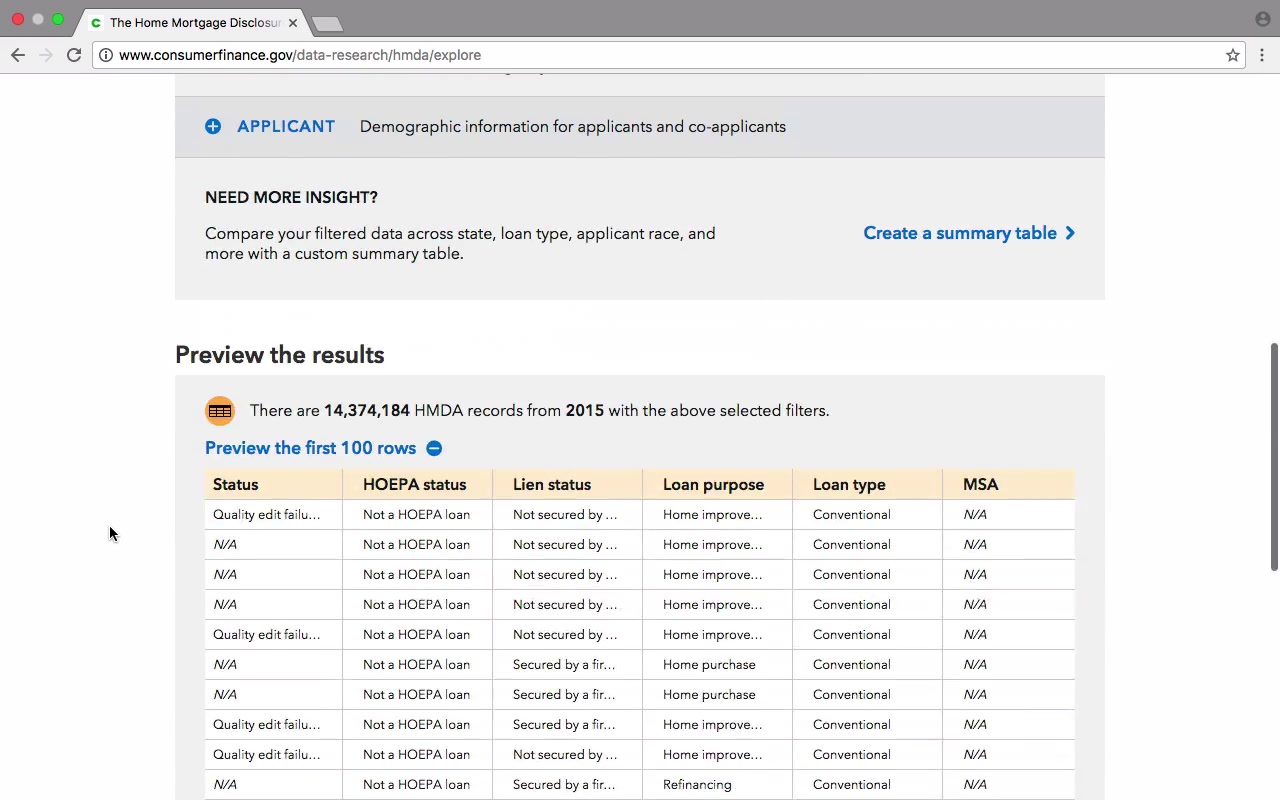 The Home Mortgage Disclosur
www.consumerfinance.gov/data-research/hmda/explore
APPLICANT Demographic information for applicants and co-applicants
NEED MORE INSIGHT?
Compare your filtered data across state, loan type, applicant race, and
more with a custom summary table.
Create a summary table
Preview the results
There are 14,374,184 HMDA records from 2015 with the above selected filters.
Preview the first 100 rows
Status HOEPA status Lien status Loan purpose Loan type MSA
Quality edit failu... Not a HOEPA loan Not secured by ... Home improve... Conventional N/A
N/A Not a HOEPA loan Not secured by ... Home improve... Conventional N/A
N/A Not a HOEPA loan Not secured by ... Home improve... Conventional N/A
N/A Not a HOEPA loan Not secured by ... Home improve... Conventional N/A
Quality edit failu... Not a HOEPA loan Not secured by ... Home improve... Conventional N/A
N/A Not a HOEPA loan Secured by a fir... Home purchase Conventional N/A
N/A Not a HOEPA loan Secured by a fir... Home purchase Conventional N/A
Quality edit failu... Not a HOEPA loan Secured by a fir... Home improve... Conventional N/A
Quality edit failu... Not a HOEPA loan Not secured by ... Home improve... Conventional N/A
N/A Not a HOEPA loan Secured by a fir... Refinancing Conventional N/A